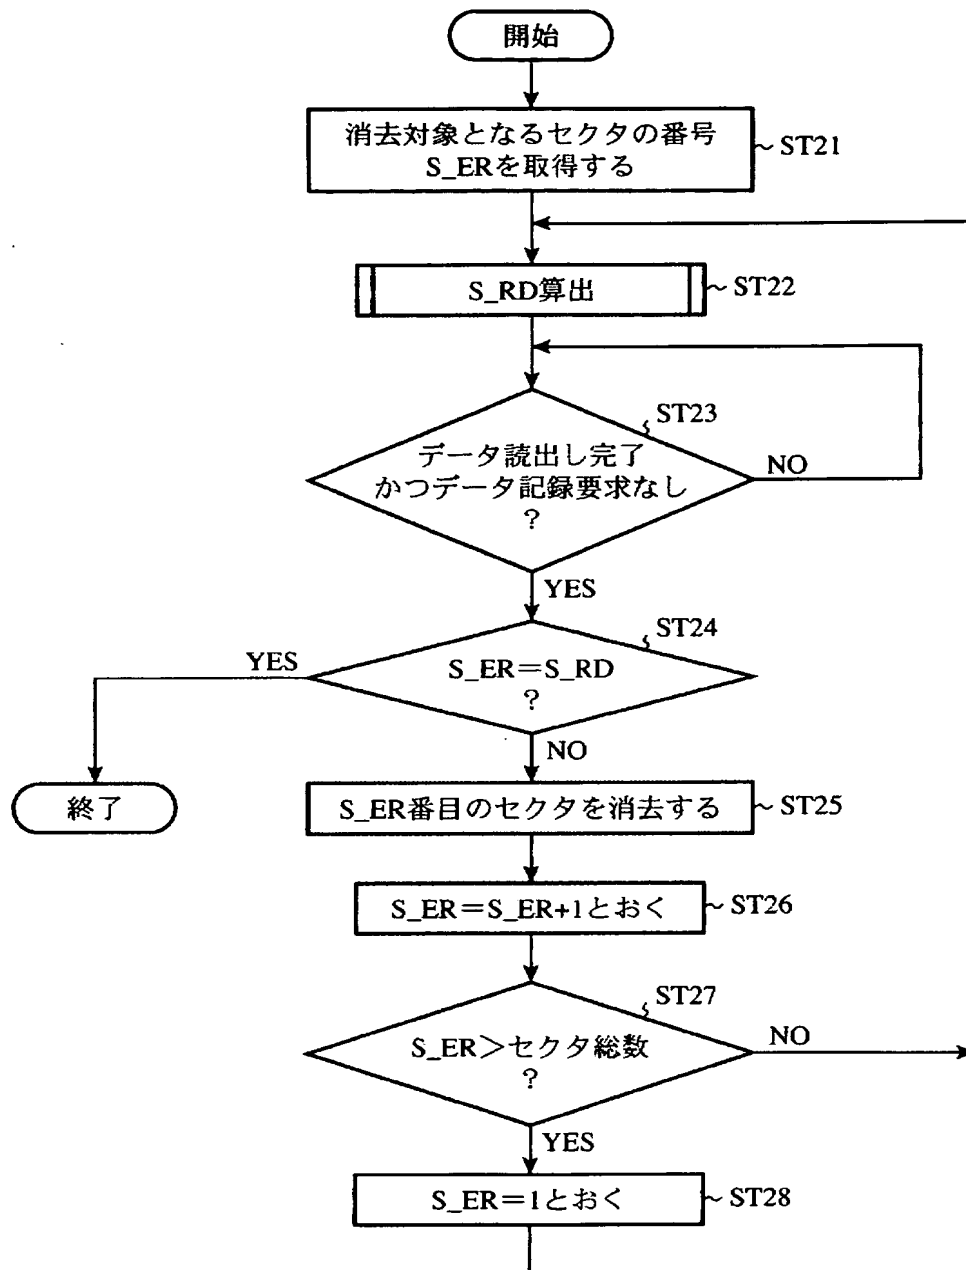 開始
消去対象となるセクタの番号
S_ERを取得する
ST21
S_RD算出
ST22
ST23
データ読出し完了
かつデータ記録要求なし
?
NO
YES
ST24
S_ER=S_RD
?
YES
NO
終了
S_ER番目のセクタを消去する
ST25
S_ER=S_ER+1とおく
ST26
ST27
S_ER>セクタ総数
?
NO
YES
S_ER=1とおく
ST28